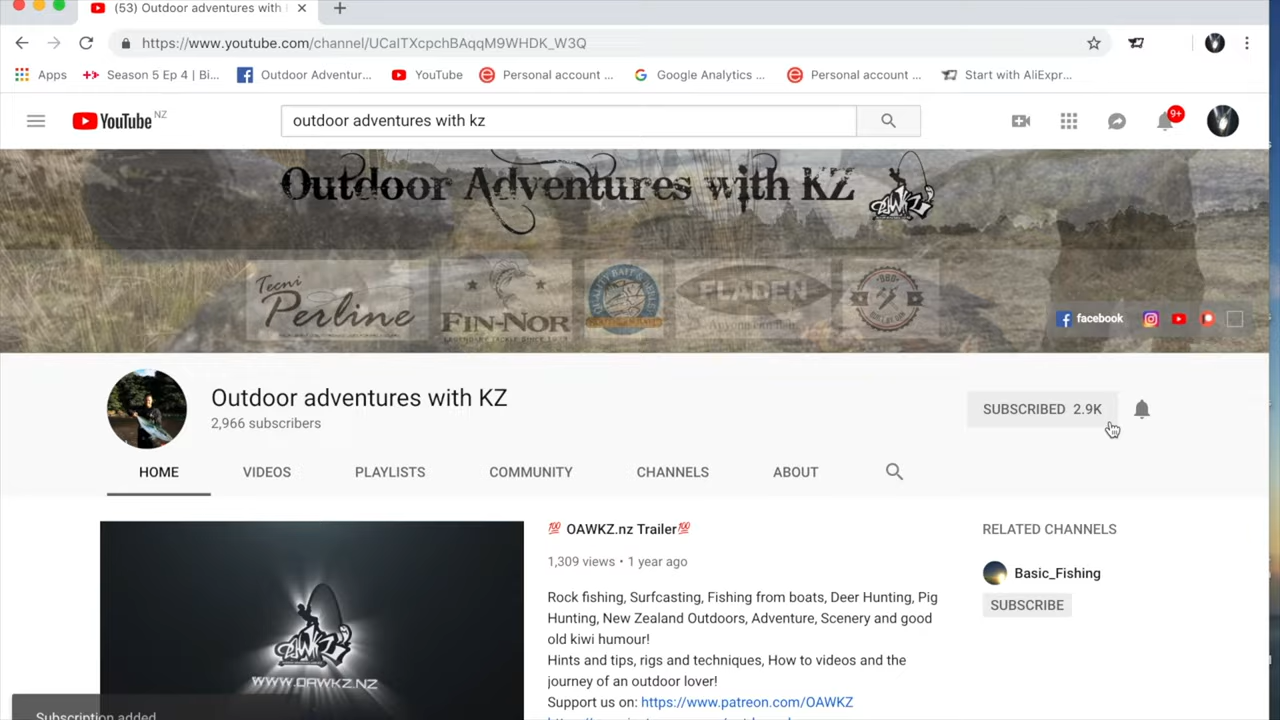 (53) Outdoor adventures with
https://www.youtube.com/channel/UCaITXcpchBAqqM9WHDK_W3Q
Apps Season 5 Ep 4 | Bi... Outdoor Adventur... YouTube Personal account ... Google Analytics ... Personal account ... Start with AliExpr...
YouTube NZ
outdoor adventures with kz
9+
Outdoor Adventures with KZ
Tecni Perline
FIN-NOR
FLADEN
facebook
Outdoor adventures with KZ
2,966 subscribers
SUBSCRIBED 2.9K
HOME VIDEOS PLAYLISTS COMMUNITY CHANNELS ABOUT
💯 OAWKZ.nz Trailer💯
1,309 views • 1 year ago
Rock fishing, Surfcasting, Fishing from boats, Deer Hunting, Pig
Hunting, New Zealand Outdoors, Adventure, Scenery and good
old kiwi humour!
Hints and tips, rigs and techniques, How to videos and the
journey of an outdoor lover!
Support us on: https://www.patreon.com/OAWKZ
RELATED CHANNELS
Basic_Fishing
SUBSCRIBE
OAWKZ
WWW.OAWKZ.NZ
Subscription added